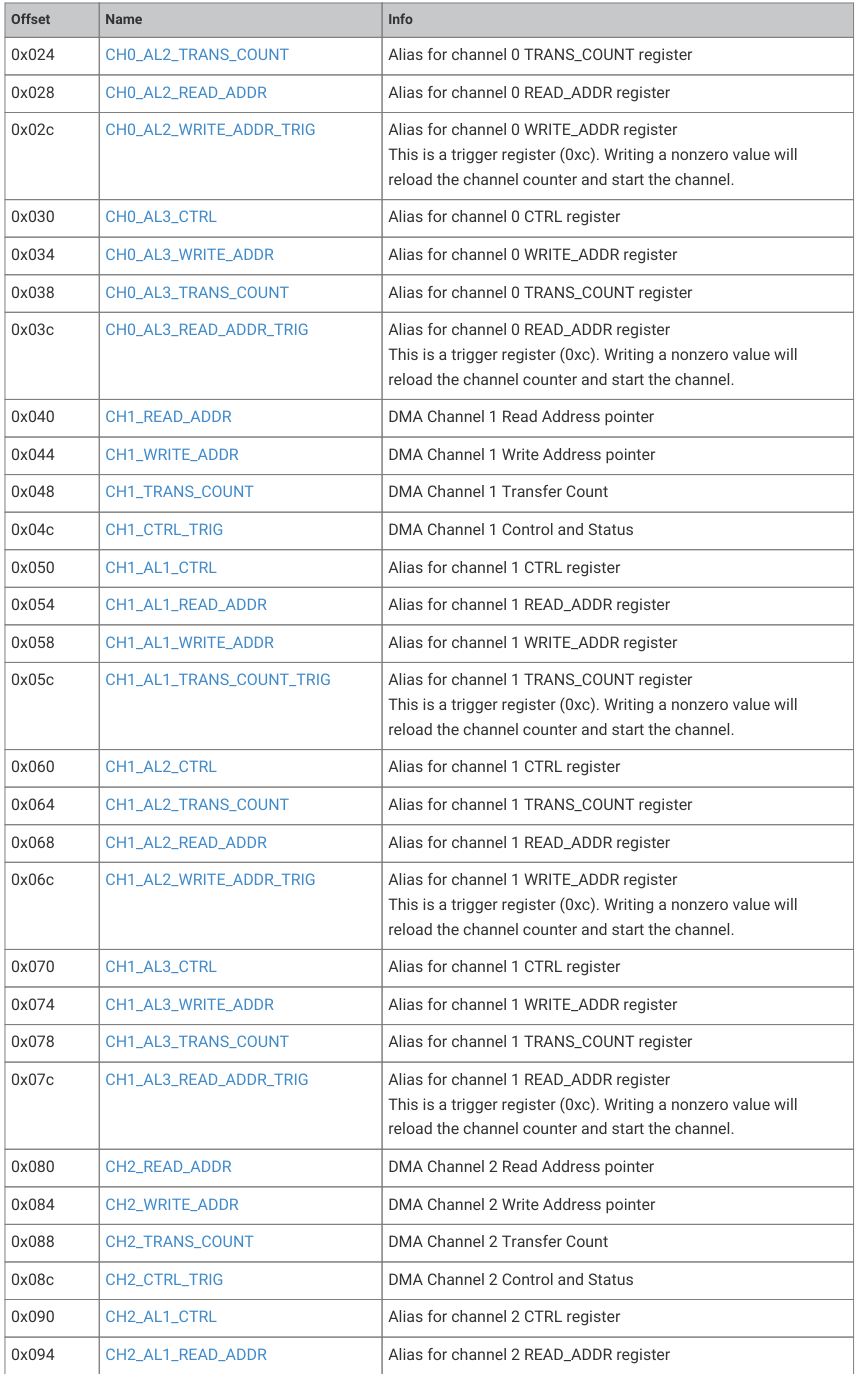 Offset Name Info
0x024 CH0_AL2_TRANS_COUNT Alias for channel 0 TRANS_COUNT register
0x028 CH0_AL2_READ_ADDR Alias for channel 0 READ_ADDR register
0x02c CH0_AL2_WRITE_ADDR_TRIG Alias for channel 0 WRITE_ADDR register
This is a trigger register (0xc). Writing a nonzero value will
reload the channel counter and start the channel.
0x030 CH0_AL3_CTRL Alias for channel 0 CTRL register
0x034 CH0_AL3_WRITE_ADDR Alias for channel 0 WRITE_ADDR register
0x038 CH0_AL3_TRANS_COUNT Alias for channel 0 TRANS_COUNT register
0x03c CH0_AL3_READ_ADDR_TRIG Alias for channel 0 READ_ADDR register
This is a trigger register (0xc). Writing a nonzero value will
reload the channel counter and start the channel.
0x040 CH1_READ_ADDR DMA Channel 1 Read Address pointer
0x044 CH1_WRITE_ADDR DMA Channel 1 Write Address pointer
0x048 CH1_TRANS_COUNT DMA Channel 1 Transfer Count
0x04c CH1_CTRL_TRIG DMA Channel 1 Control and Status
0x050 CH1_AL1_CTRL Alias for channel 1 CTRL register
0x054 CH1_AL1_READ_ADDR Alias for channel 1 READ_ADDR register
0x058 CH1_AL1_WRITE_ADDR Alias for channel 1 WRITE_ADDR register
0x05c CH1_AL1_TRANS_COUNT_TRIG Alias for channel 1 TRANS_COUNT register
This is a trigger register (0xc). Writing a nonzero value will
reload the channel counter and start the channel.
0x060 CH1_AL2_CTRL Alias for channel 1 CTRL register
0x064 CH1_AL2_TRANS_COUNT Alias for channel 1 TRANS_COUNT register
0x068 CH1_AL2_READ_ADDR Alias for channel 1 READ_ADDR register
0x06c CH1_AL2_WRITE_ADDR_TRIG Alias for channel 1 WRITE_ADDR register
This is a trigger register (0xc). Writing a nonzero value will
reload the channel counter and start the channel.
0x070 CH1_AL3_CTRL Alias for channel 1 CTRL register
0x074 CH1_AL3_WRITE_ADDR Alias for channel 1 WRITE_ADDR register
0x078 CH1_AL3_TRANS_COUNT Alias for channel 1 TRANS_COUNT register
0x07c CH1_AL3_READ_ADDR_TRIG Alias for channel 1 READ_ADDR register
This is a trigger register (0xc). Writing a nonzero value will
reload the channel counter and start the channel.
0x080 CH2_READ_ADDR DMA Channel 2 Read Address pointer
0x084 CH2_WRITE_ADDR DMA Channel 2 Write Address pointer
0x088 CH2_TRANS_COUNT DMA Channel 2 Transfer Count
0x08c CH2_CTRL_TRIG DMA Channel 2 Control and Status
0x090 CH2_AL1_CTRL Alias for channel 2 CTRL register
0x094 CH2_AL1_READ_ADDR Alias for channel 2 READ_ADDR register